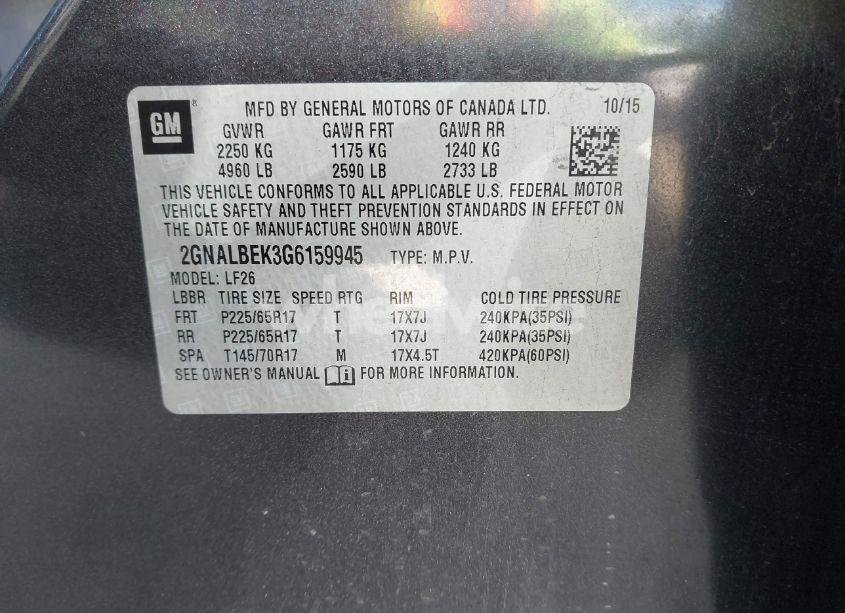 GM ® MFD BY GENERAL MOTORS OF CANADA LTD. 10/15
GVWR GAWR FRT GAWR RR
2250 KG 1175 KG 1240 KG
4960 LB 2590 LB 2733 LB
THIS VEHICLE CONFORMS TO ALL APPLICABLE U.S. FEDERAL MOTOR
VEHICLE SAFETY AND THEFT PREVENTION STANDARDS IN EFFECT ON
THE DATE OF MANUFACTURE SHOWN ABOVE.
2GNALBEK3G6159945 TYPE: M.P.V.
MODEL: LF26
LBBR TIRE SIZE SPEED RTG RIM COLD TIRE PRESSURE
FRT P225/65R17 T 17X7J 240KPA(35PSI)
RR P225/65R17 T 17X7J 240KPA(35PSI)
SPA T145/70R17 M 17X4.5T 420KPA(60PSI)
SEE OWNER'S MANUAL FOR MORE INFORMATION.